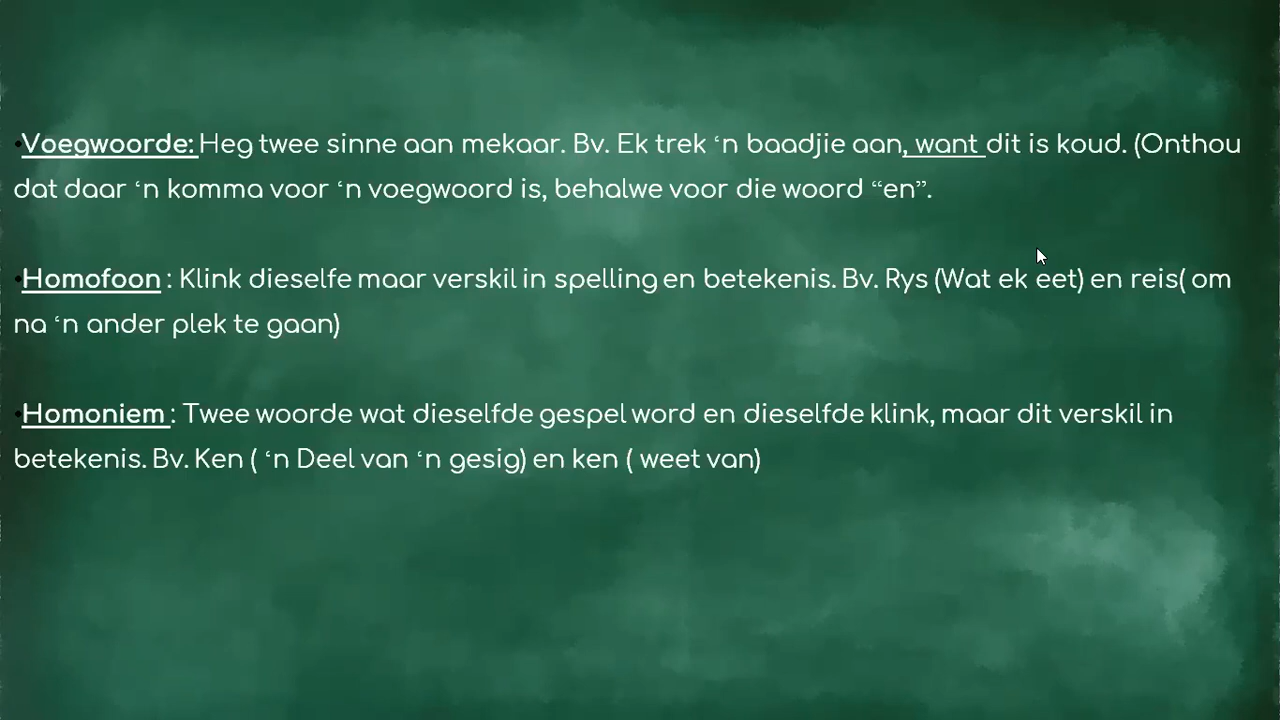 •Voegwoorde: Heg twee sinne aan mekaar. Bv. Ek trek ‘n baadjie aan, want dit is koud. (Onthou
dat daar ‘n komma voor ‘n voegwoord is, behalwe voor die woord “en”.
•Homofoon : Klink dieselfe maar verskil in spelling en betekenis. Bv. Rys (Wat ek eet) en reis( om
na ‘n ander plek te gaan)
•Homoniem : Twee woorde wat dieselfde gespel word en dieselfde klink, maar dit verskil in
betekenis. Bv. Ken ( ‘n Deel van ‘n gesig) en ken ( weet van)